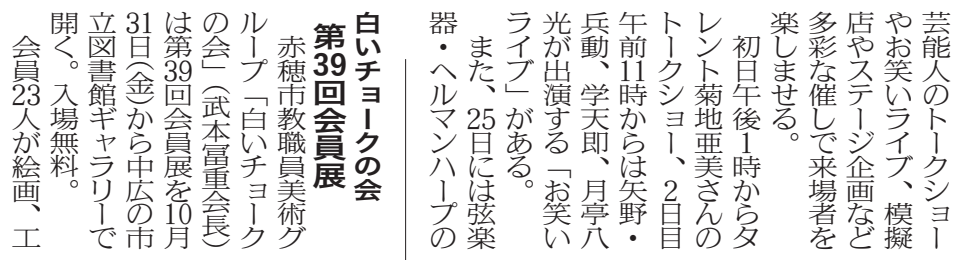 芸能人のトークショー
やお笑いライブ、模擬
店やステージ企画など
多彩な催しで来場者を
楽しませる。
初日午後1時からタ
レント菊地亜美さんの
トークショー、2日目
午前11時からは矢野・
兵動、学天即、月亭八
光が出演する「お笑い
ライブ」がある。
また、25日には弦楽
器・ヘルマンハープの
白いチョークの会
第39回会員展
赤穂市教職員美術グ
ループ「白いチョーク
の会」(武本富重会長)
は第39回会員展を10月
31日(金)から中広の市
立図書館ギャラリーで
開く。入場無料。
会員23人が絵画、工